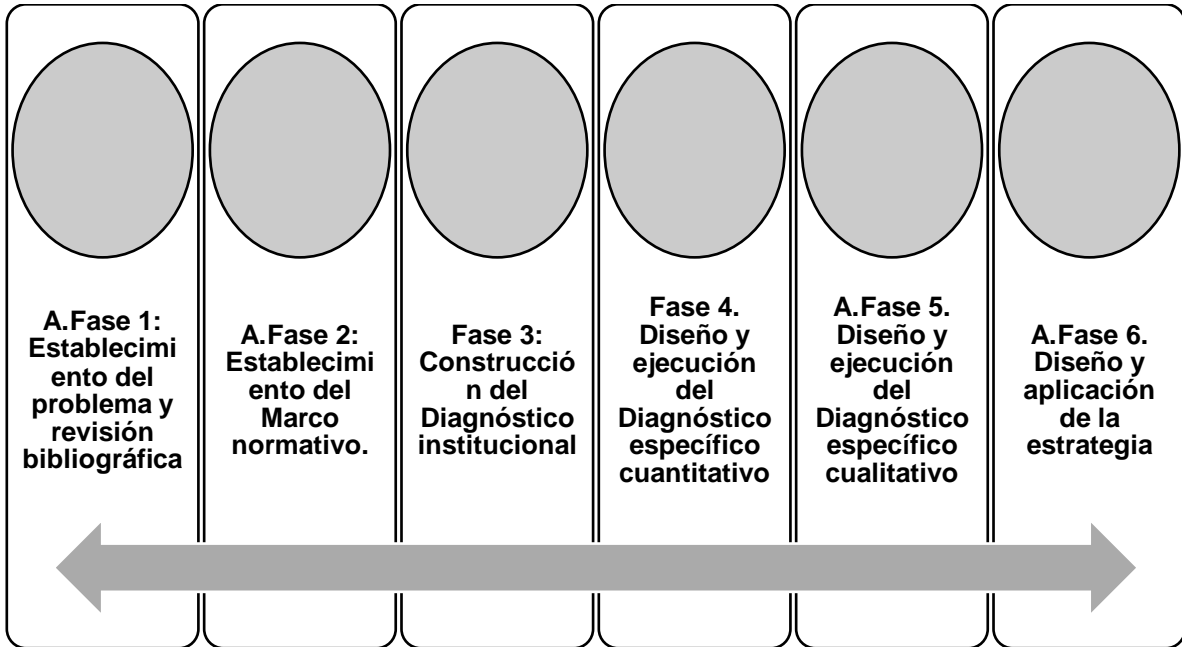 A.Fase 1:
Establecimi
ento del
problema y
revisión
bibliográfica
A.Fase 2:
Establecimi
ento del
Marco
normativo.
Fase 3:
Construcció
n del
Diagnóstico
institucional
Fase 4.
Diseño y
ejecución
del
Diagnóstico
específico
cuantitativo
A.Fase 5.
Diseño y
ejecución
del
Diagnóstico
específico
cualitativo
A.Fase 6.
Diseño y
aplicación
de la
estrategia